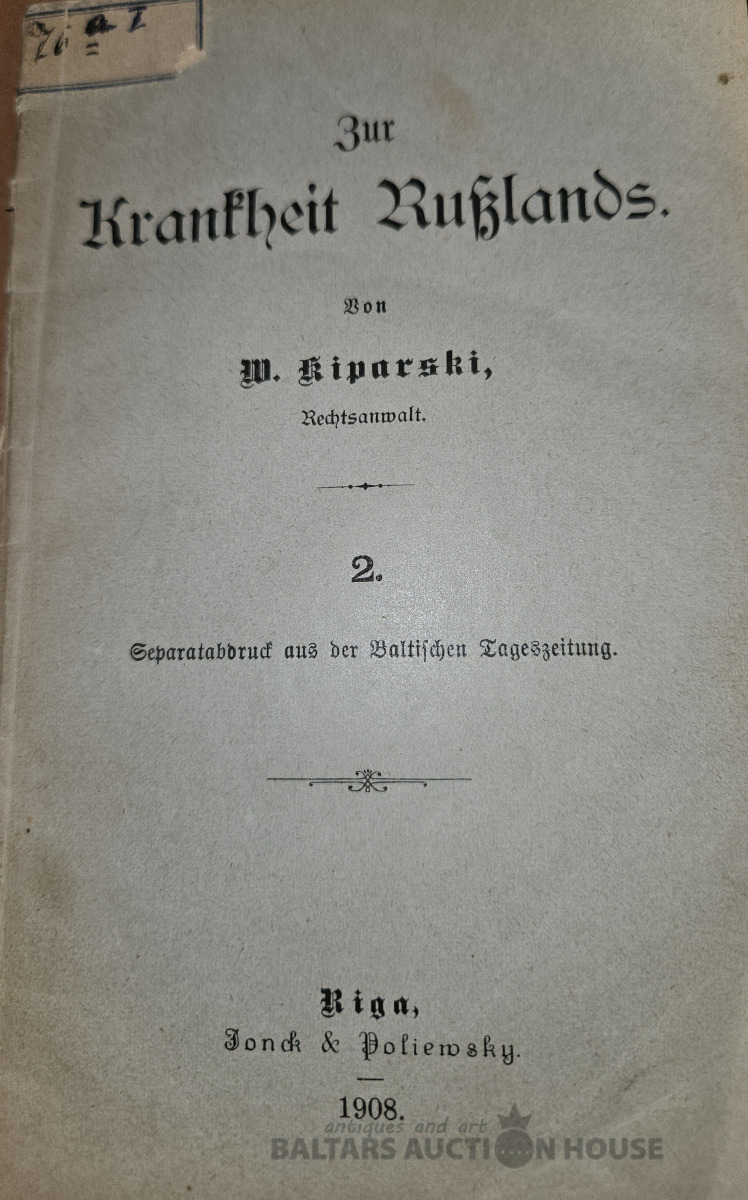 76 a I
Zur
Krankheit Rußlands.
Von
W. Kiparski,
Rechtsanwalt.
2.
Separatabdruck aus der Baltischen Tageszeitung.
Riga,
Jonck & Poliewsky.
1908.
antiques and art
BALTARS AUCTION HOUSE